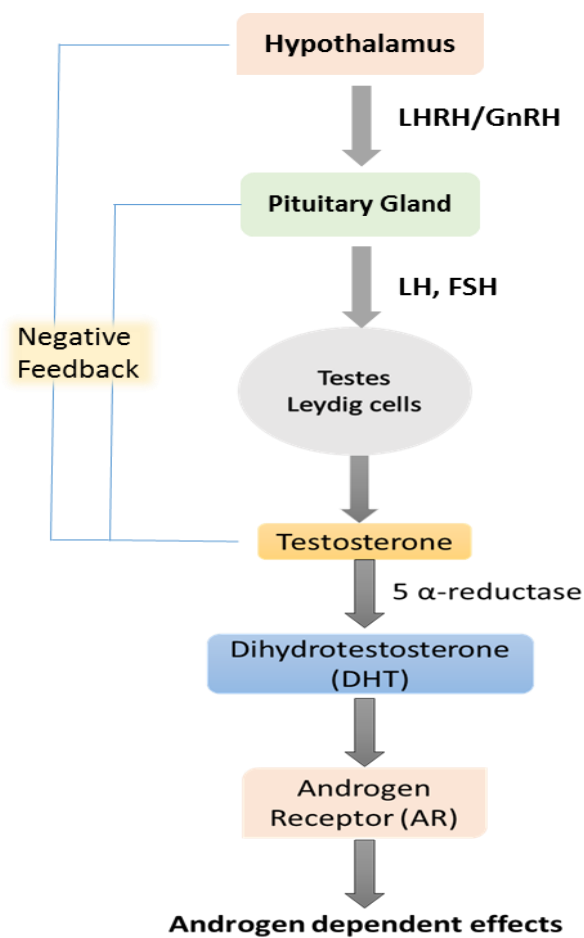 Hypothalamus
LHRH/GnRH
Pituitary Gland
LH, FSH
Negative
Feedback
Testes
Leydig cells
Testosterone
5 α-reductase
Dihydrotestosterone
(DHT)
Androgen
Receptor (AR)
Androgen dependent effects